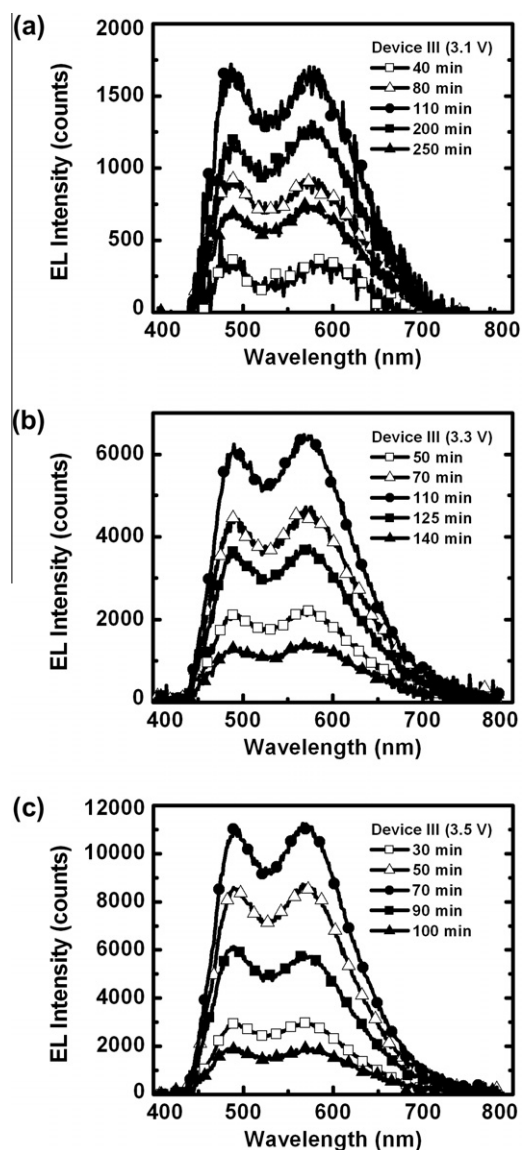 (a)
2000
1500
1000
500
0
EL Intensity (counts)
Device III (3.1 V)
40 min
80 min
110 min
200 min
250 min
400 500 600 700 800
Wavelength (nm)
(b)
6000
4000
2000
0
EL Intensity (counts)
Device III (3.3 V)
50 min
70 min
110 min
125 min
140 min
400 500 600 700 800
Wavelength (nm)
(c)
12000
10000
8000
6000
4000
2000
0
EL Intensity (counts)
Device III (3.5 V)
30 min
50 min
70 min
90 min
100 min
400 500 600 700 800
Wavelength (nm)